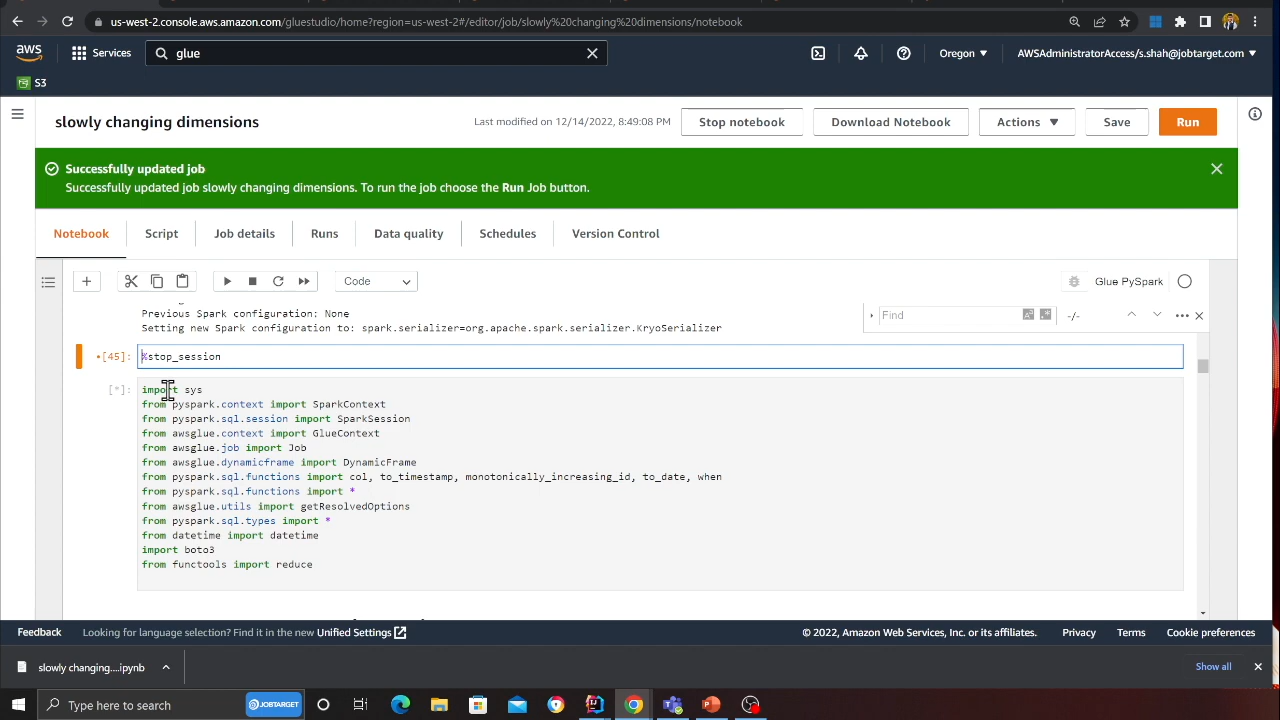 us-west-2.console.aws.amazon.com/gluestudio/home?region=us-west-2#/editor/job/slowly%20changing%20dimensions/notebook
aws
Services
glue
Oregon
AWSAdministratorAccess/s.shah@jobtarget.com
S3
slowly changing dimensions
Last modified on 12/14/2022, 8:49:08 PM
Stop notebook
Download Notebook
Actions
Save
Run
Successfully updated job
Successfully updated job slowly changing dimensions. To run the job choose the Run Job button.
Notebook
Script
Job details
Runs
Data quality
Schedules
Version Control
Code
Glue PySpark
Previous Spark configuration: None
Setting new Spark configuration to: spark.serializer=org.apache.spark.serializer.KryoSerializer
Find
-/-
[45]:
%stop_session
[*]:
import sys
from pyspark.context import SparkContext
from pyspark.sql.session import SparkSession
from awsglue.context import GlueContext
from awsglue.job import Job
from awsglue.dynamicframe import DynamicFrame
from pyspark.sql.functions import col, to_timestamp, monotonically_increasing_id, to_date, when
from pyspark.sql.functions import *
from awsglue.utils import getResolvedOptions
from pyspark.sql.types import *
from datetime import datetime
import boto3
from functools import reduce
Feedback
Looking for language selection? Find it in the new Unified Settings
© 2022, Amazon Web Services, Inc. or its affiliates.
Privacy
Terms
Cookie preferences
slowly changing....ipynb
Show all
Type here to search
JOBTARGET